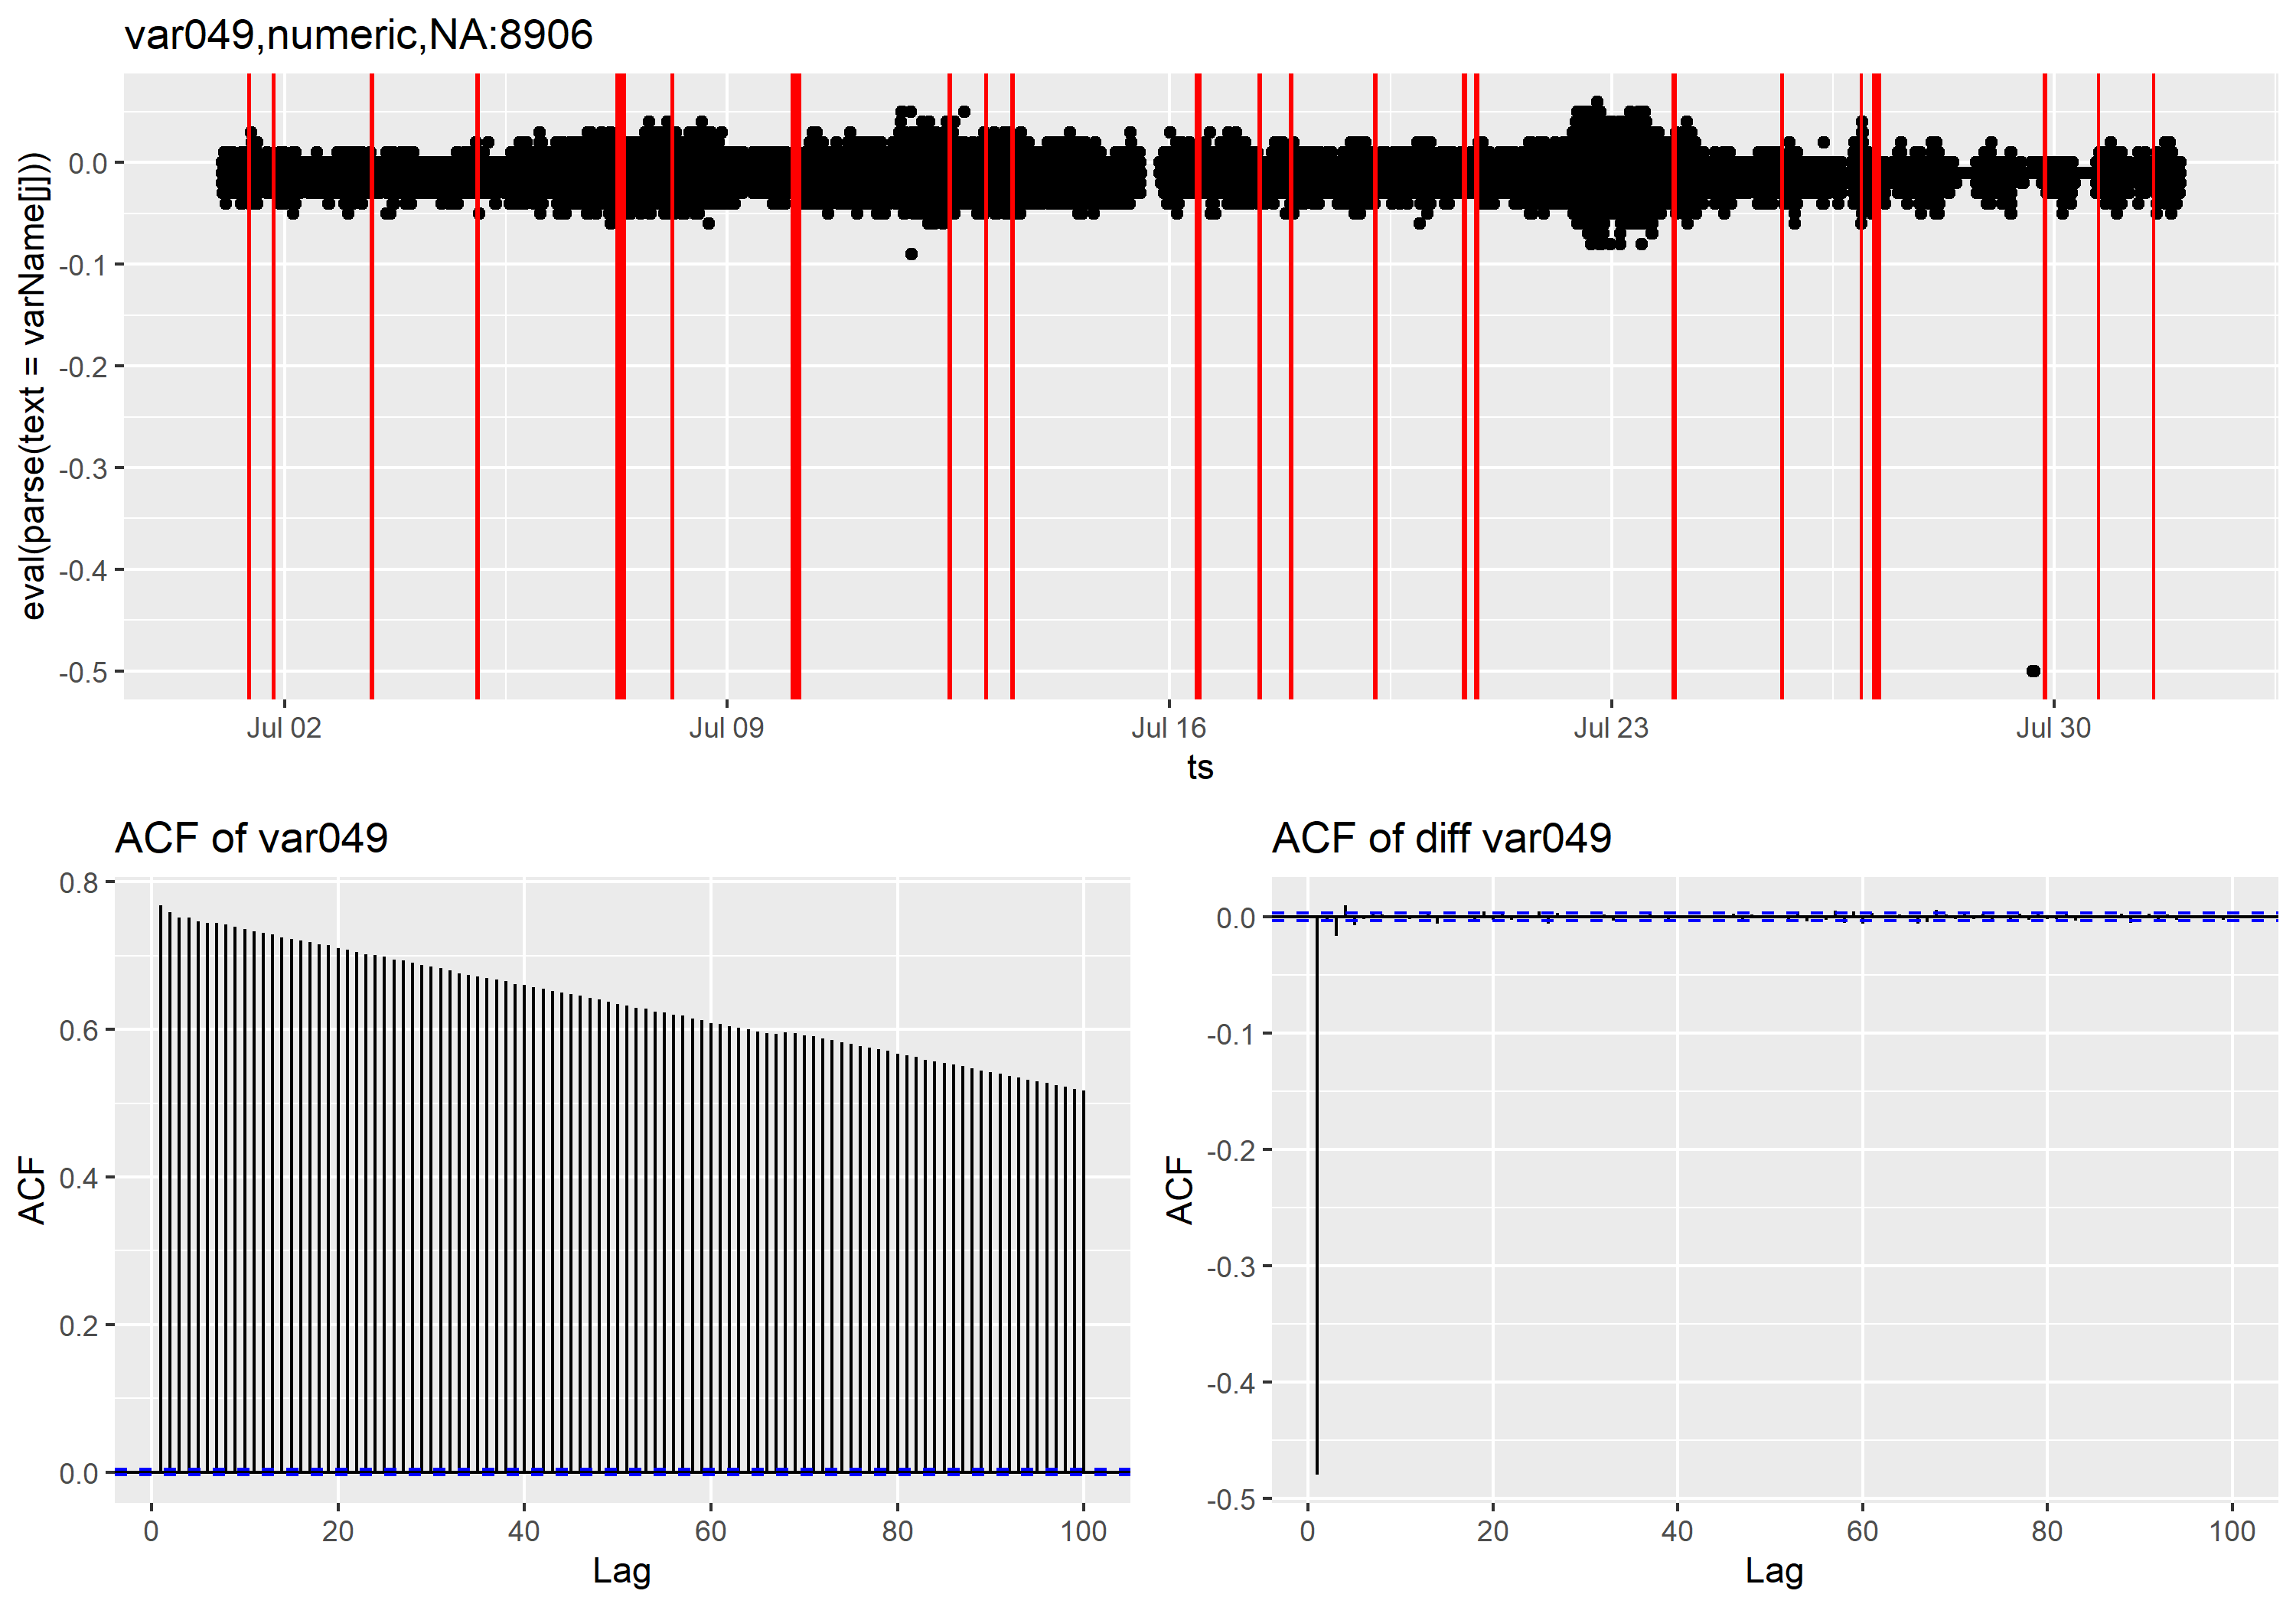 var049,numeric,NA:8906
eval(parse(text = varName[j]))
0.0
-0.1
-0.2
-0.3
-0.4
-0.5
Jul 02 Jul 09 Jul 16 Jul 23 Jul 30
ts
ACF of var049
ACF
0.8
0.6
0.4
0.2
0.0
0 20 40 60 80 100
Lag
ACF of diff var049
ACF
0.0
-0.1
-0.2
-0.3
-0.4
-0.5
0 20 40 60 80 100
Lag